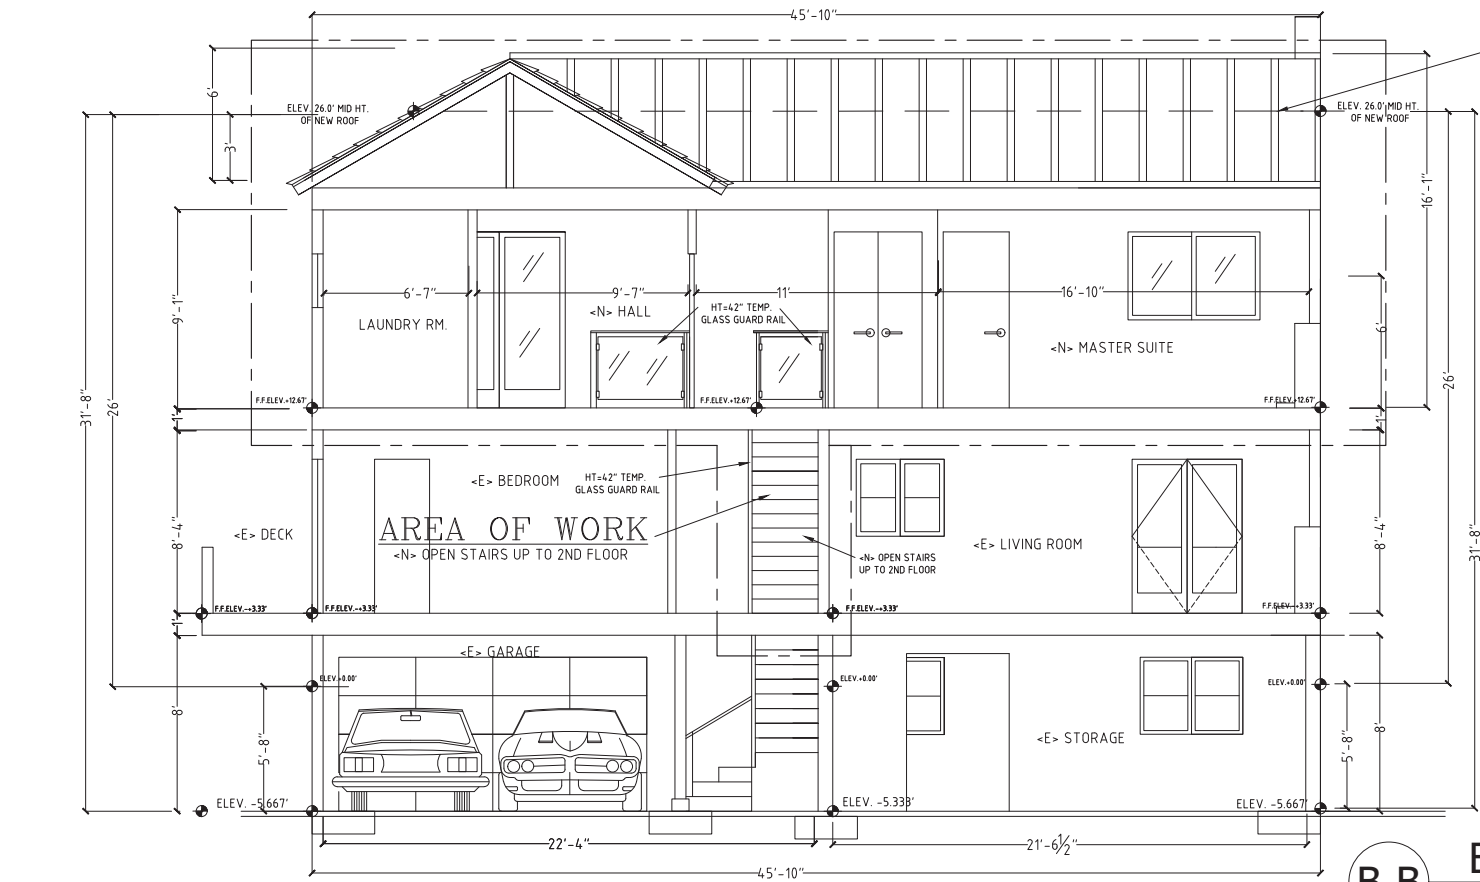 45'-10"
6'
ELEV. 26.0' MID HT.
OF NEW ROOF
3'
ELEV. 26.0' MID HT.
OF NEW ROOF
16'-1"
9'-1"
6'-7"
9'-7"
11'
16'-10"
LAUNDRY RM.
<N> HALL
HT=42" TEMP.
GLASS GUARD RAIL
<N> MASTER SUITE
6'
26'
31'-8"
26'
F.F.ELEV.+12.67'
F.F.ELEV.+12.67'
F.F.ELEV.+12.67'
1'
1'
<E> BEDROOM
HT=42" TEMP.
GLASS GUARD RAIL
<E> DECK
AREA OF WORK
<N> OPEN STAIRS UP TO 2ND FLOOR
<N> OPEN STAIRS
UP TO 2ND FLOOR
<E> LIVING ROOM
8'-4"
8'-4"
31'-8"
F.F.ELEV.-+3.33'
F.F.ELEV.-+3.33'
F.F.ELEV.-+3.33'
F.F.ELEV.-+3.33'
1'
<E> GARAGE
ELEV.+0.00'
ELEV.+0.00'
ELEV.+0.00'
8'
5'-8"
<E> STORAGE
5'-8"
8'
ELEV. -5.667'
ELEV. -5.333'
ELEV. -5.667'
22'-4"
21'-6½"
45'-10"
B B